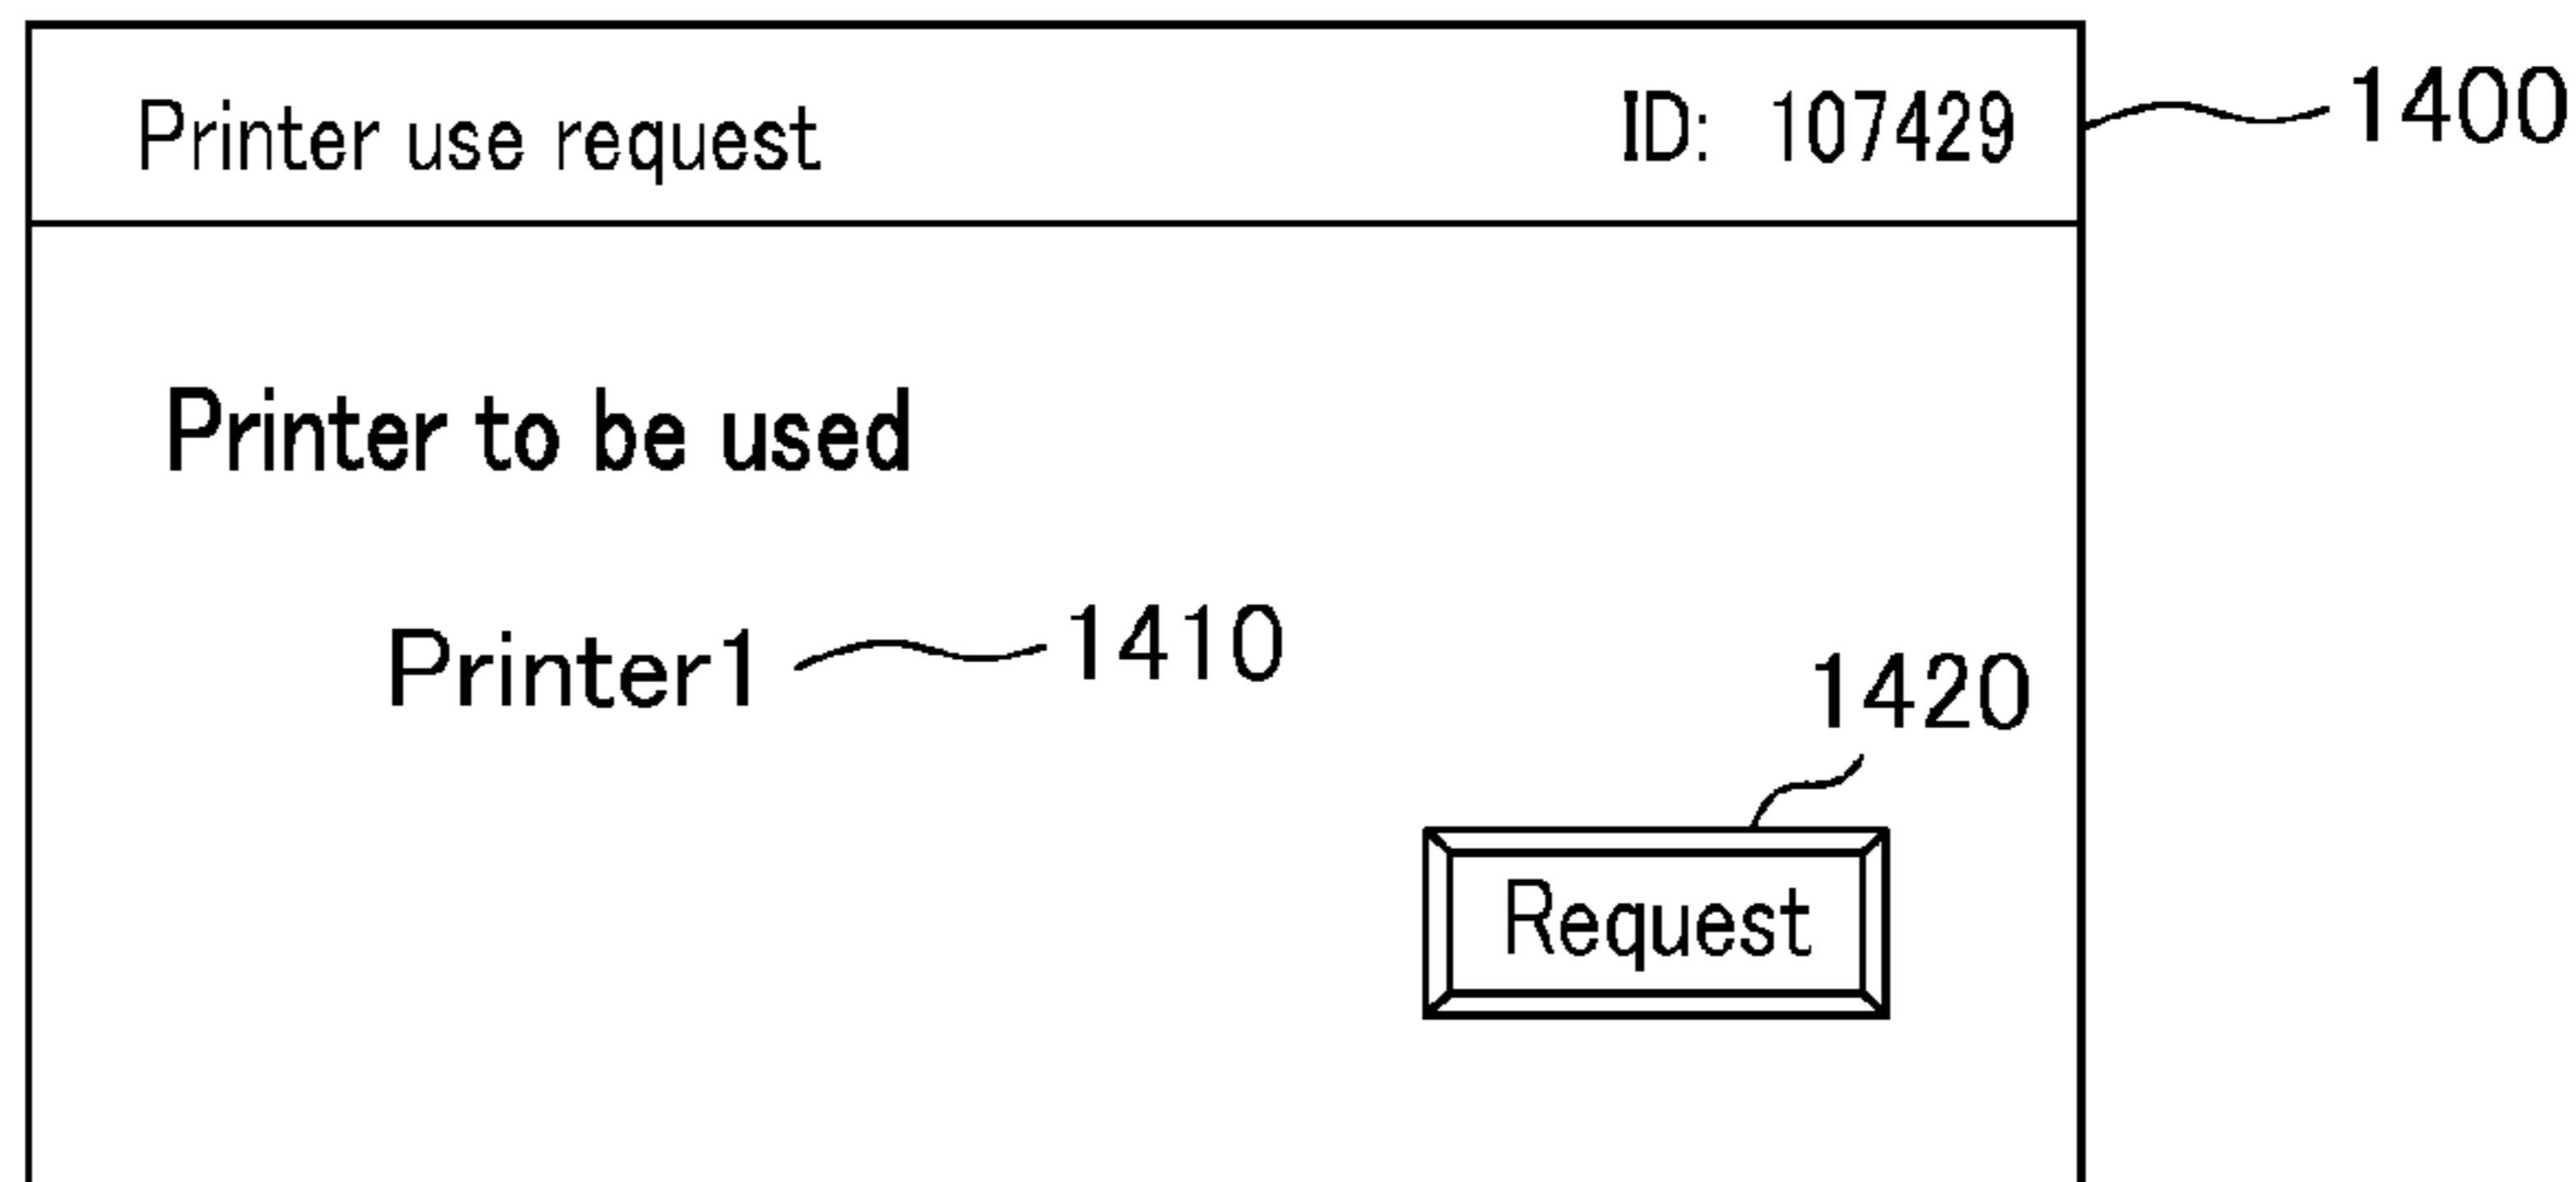 Printer use request ID: 107429 1400
Printer to be used
Printer1 1410
1420
Request